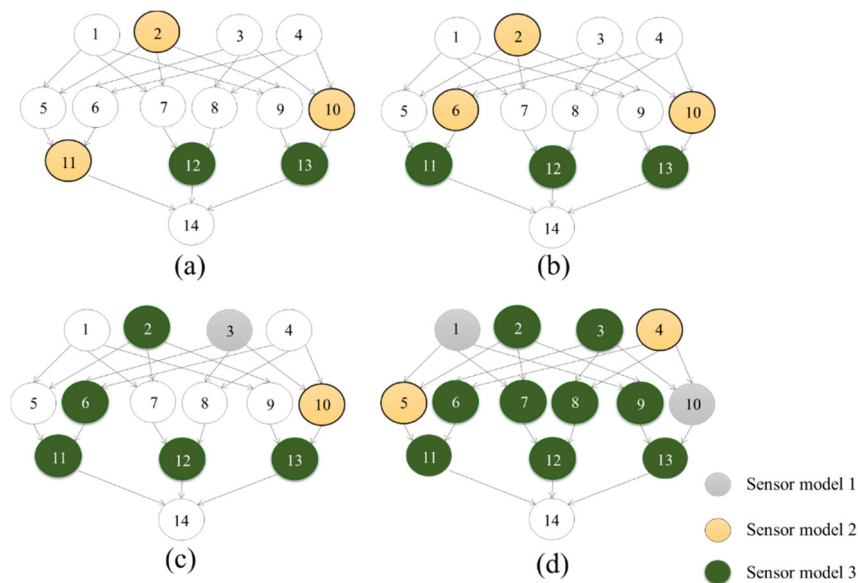 1 2 3 4 1 2 3 4
5 6 7 8 9 10 5 6 7 8 9 10
11 12 13 11 12 13
14 14
(a) (b)
1 2 3 4 1 2 3 4
5 6 7 8 9 10 5 6 7 8 9 10
11 12 13 11 12 13
14 14
(c) (d)
Sensor model 1
Sensor model 2
Sensor model 3